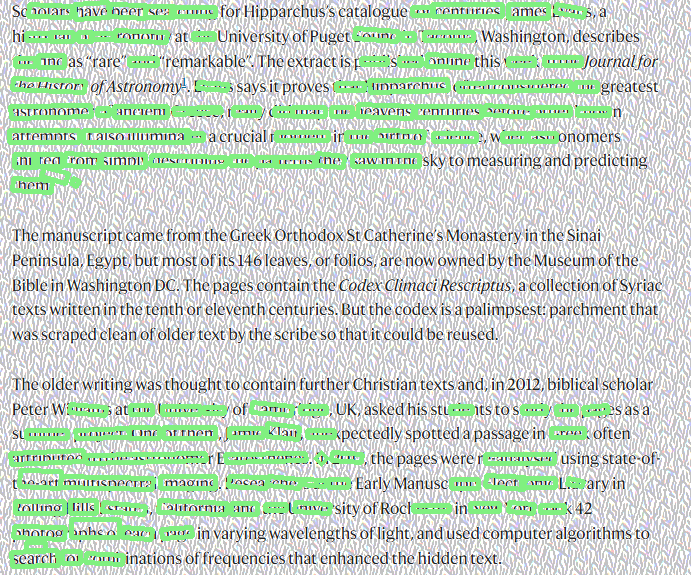 Scholars have been searching for Hipparchus's catalogue for centuries. James Evans, a
historian of astronomy at the University of Puget Sound in Tacoma, Washington, describes
the find as “rare” and “remarkable”. The extract is published online this week in the Journal for
the History of Astronomy1. Evans says it proves that Hipparchus, often considered the greatest
astronomer of ancient Greece, really did map the heavens centuries before other known
attempts. It also illuminates a crucial moment in the birth of science, when astronomers
shifted from simply describing the patterns they saw in the sky to measuring and predicting
them.
The manuscript came from the Greek Orthodox St Catherine's Monastery in the Sinai
Peninsula, Egypt, but most of its 146 leaves, or folios, are now owned by the Museum of the
Bible in Washington DC. The pages contain the Codex Climaci Rescriptus, a collection of Syriac
texts written in the tenth or eleventh centuries. But the codex is a palimpsest: parchment that
was scraped clean of older text by the scribe so that it could be reused.
The older writing was thought to contain further Christian texts and, in 2012, biblical scholar
Peter Williams at the University of Cambridge, UK, asked his students to study the pages as a
summer project. One of them, Jamie Klair, unexpectedly spotted a passage in Greek often
attributed to the astronomer Eratosthenes. In 2017, the pages were re-analysed using state-of-
the-art multispectral imaging. Researchers at the Early Manuscripts Electronic Library in
Rolling Hills Estates, California, and the University of Rochester in New York took 42
photographs of each page in varying wavelengths of light, and used computer algorithms to
search for combinations of frequencies that enhanced the hidden text.